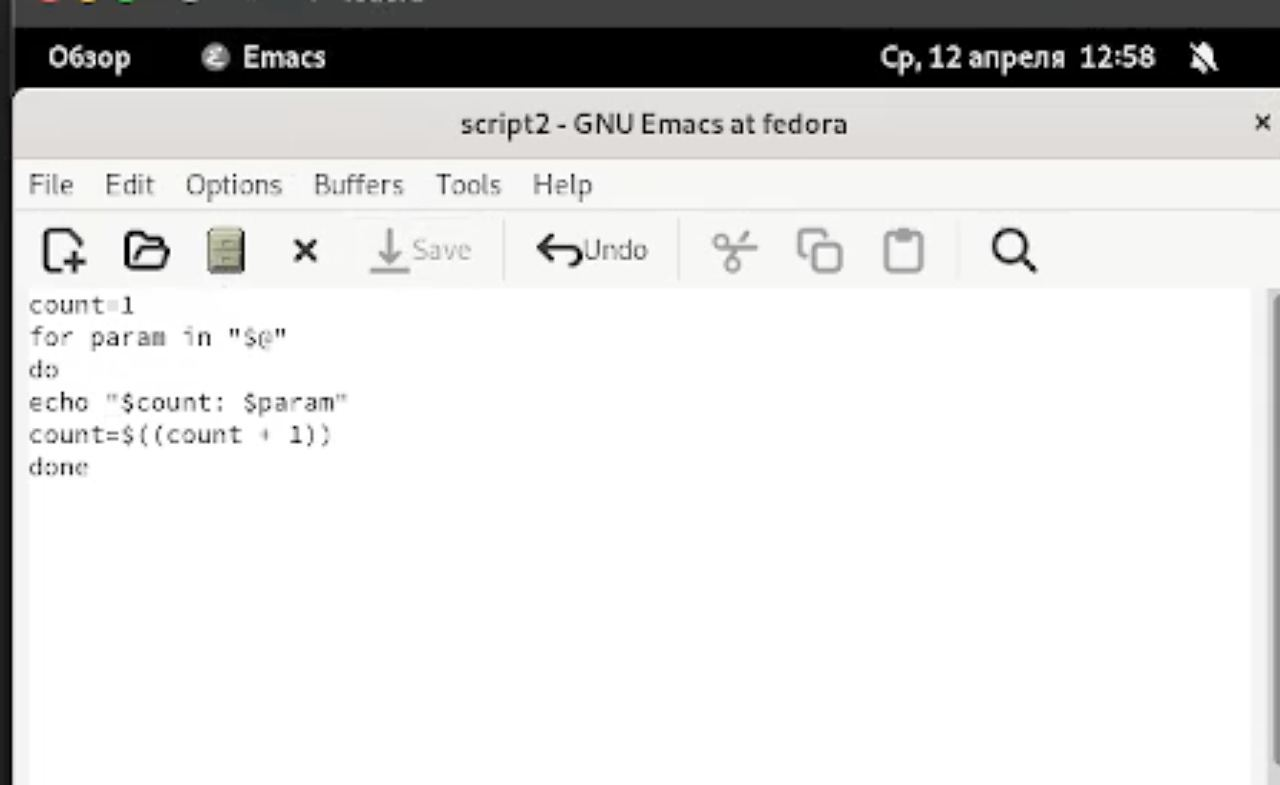 Обзор Emacs Ср, 12 апреля 12:58
script2 - GNU Emacs at fedora
File Edit Options Buffers Tools Help
Save Undo
count=1
for param in "$@"
do
echo "$count: $param"
count=$((count + 1))
done